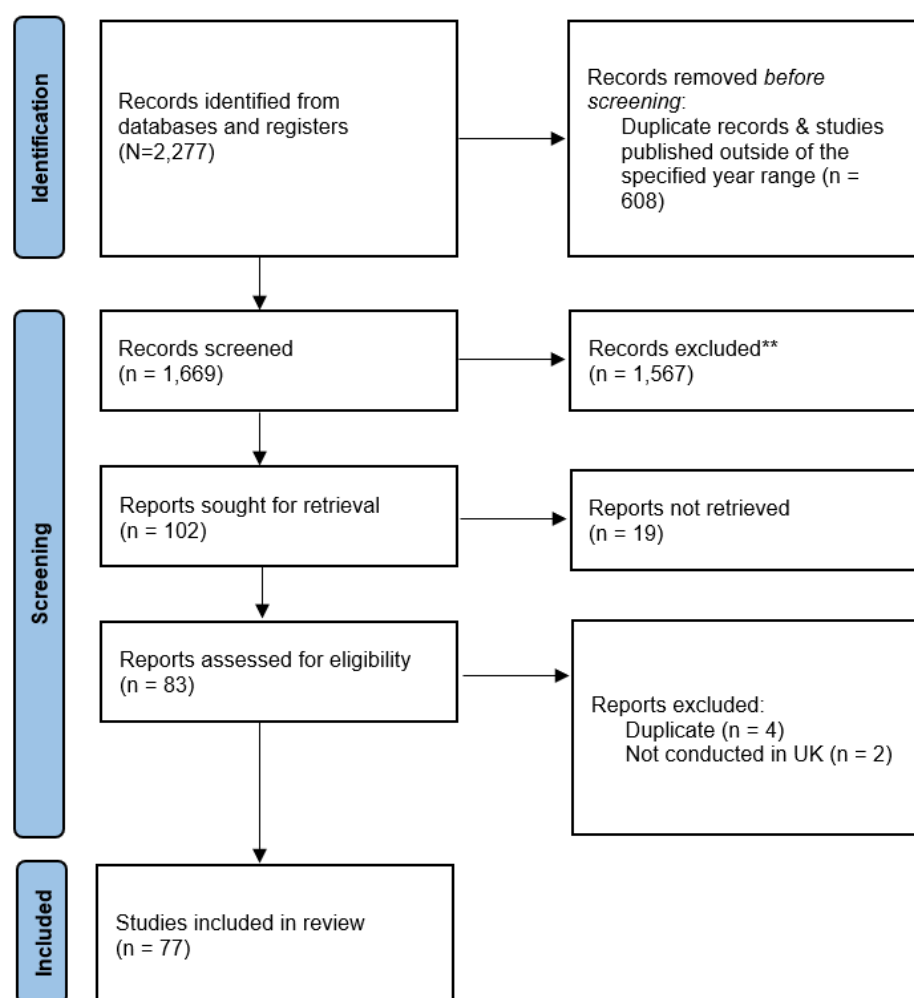 Identification
Records identified from
databases and registers
(N=2,277)
Records removed before
screening:
Duplicate records & studies
published outside of the
specified year range (n =
608)
Screening
Records screened
(n = 1,669)
Records excluded**
(n = 1,567)
Reports sought for retrieval
(n = 102)
Reports not retrieved
(n = 19)
Reports assessed for eligibility
(n = 83)
Reports excluded:
Duplicate (n = 4)
Not conducted in UK (n = 2)
Included
Studies included in review
(n = 77)